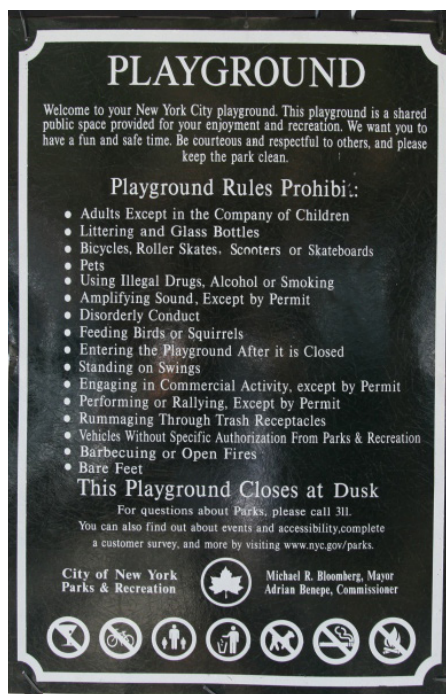 PLAYGROUND
Welcome to your New York City playground. This playground is a shared
public space provided for your enjoyment and recreation. We want you to
have a fun and safe time. Be courteous and respectful to others, and please
keep the park clean.
Playground Rules Prohibit:
• Adults Except in the Company of Children
• Littering and Glass Bottles
• Bicycles, Roller Skates, Scooters or Skateboards
• Pets
• Using Illegal Drugs, Alcohol or Smoking
• Amplifying Sound, Except by Permit
• Disorderly Conduct
• Feeding Birds or Squirrels
• Entering the Playground After it is Closed
• Standing on Swings
• Engaging in Commercial Activity, except by Permit
• Performing or Rallying, Except by Permit
• Rummaging Through Trash Receptacles
• Vehicles Without Specific Authorization From Parks & Recreation
• Barbecuing or Open Fires
• Bare Feet
This Playground Closes at Dusk
For questions about Parks, please call 311.
You can also find out about events and accessibility,complete
a customer survey, and more by visiting www.nyc.gov/parks.
City of New York
Parks & Recreation
Michael R. Bloomberg, Mayor
Adrian Benepe, Commissioner